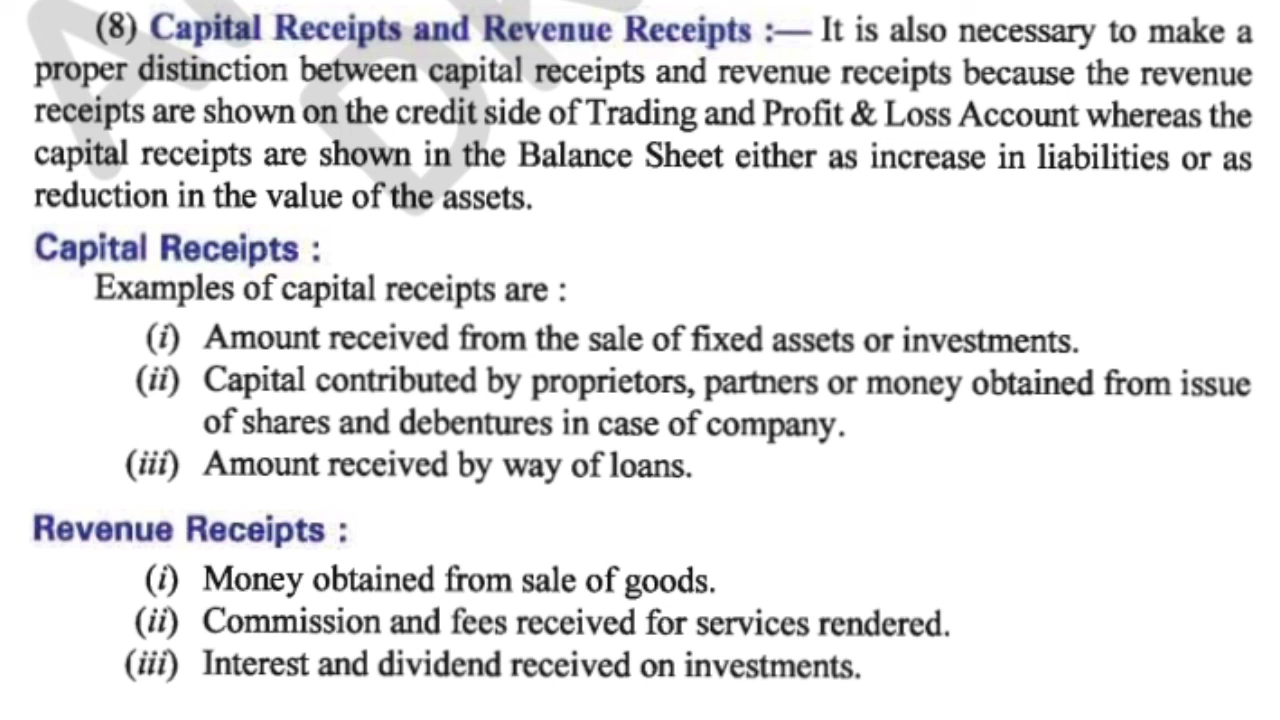 (8) Capital Receipts and Revenue Receipts :— It is also necessary to make a
proper distinction between capital receipts and revenue receipts because the revenue
receipts are shown on the credit side of Trading and Profit & Loss Account whereas the
capital receipts are shown in the Balance Sheet either as increase in liabilities or as
reduction in the value of the assets.
Capital Receipts :
Examples of capital receipts are :
(i) Amount received from the sale of fixed assets or investments.
(ii) Capital contributed by proprietors, partners or money obtained from issue
of shares and debentures in case of company.
(iii) Amount received by way of loans.
Revenue Receipts :
(i) Money obtained from sale of goods.
(ii) Commission and fees received for services rendered.
(iii) Interest and dividend received on investments.